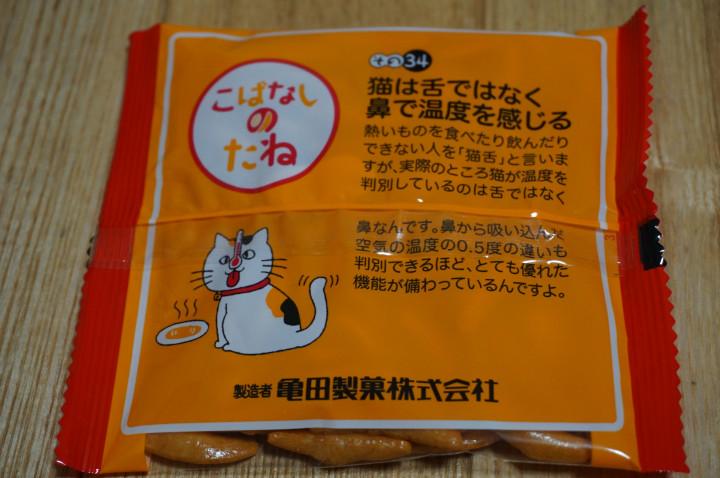 その34
こばなし
の
たね
猫は舌ではなく
鼻で温度を感じる
熱いものを食べたり飲んだり
できない人を「猫舌」と言いま
すが、実際のところ猫が温度を
判別しているのは舌ではなく
鼻なんです。鼻から吸い込んだ
空気の温度の0.5度の違いも
判別できるほど、とても優れた
機能が備わっているんですよ。
製造者 亀田製菓株式会社